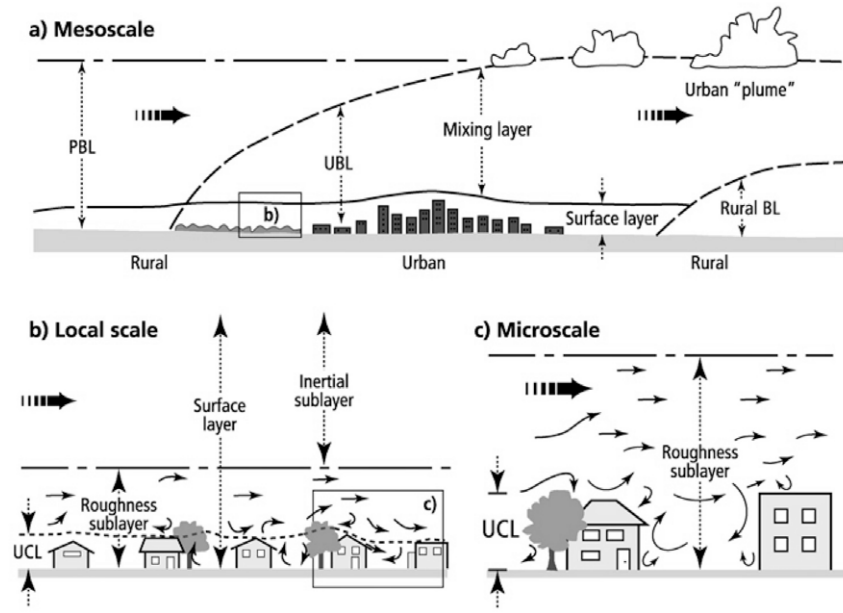 a) Mesoscale
Urban "plume"
PBL
Mixing layer
UBL
b)
Surface layer
Rural BL
Rural
Urban
Rural
b) Local scale
Inertial
sublayer
Surface
layer
Roughness
sublayer
c)
UCL
c) Microscale
Roughness
sublayer
UCL